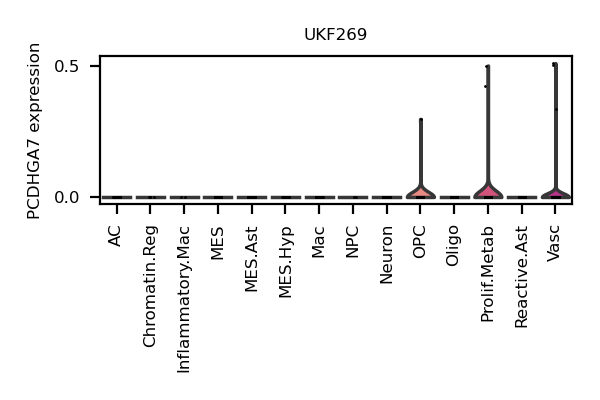 UKF269
PCDHGA7 expression
0.5
0.0
AC
Chromatin.Reg
Inflammatory.Mac
MES
MES.Ast
MES.Hyp
Mac
NPC
Neuron
OPC
Oligo
Prolif.Metab
Reactive.Ast
Vasc